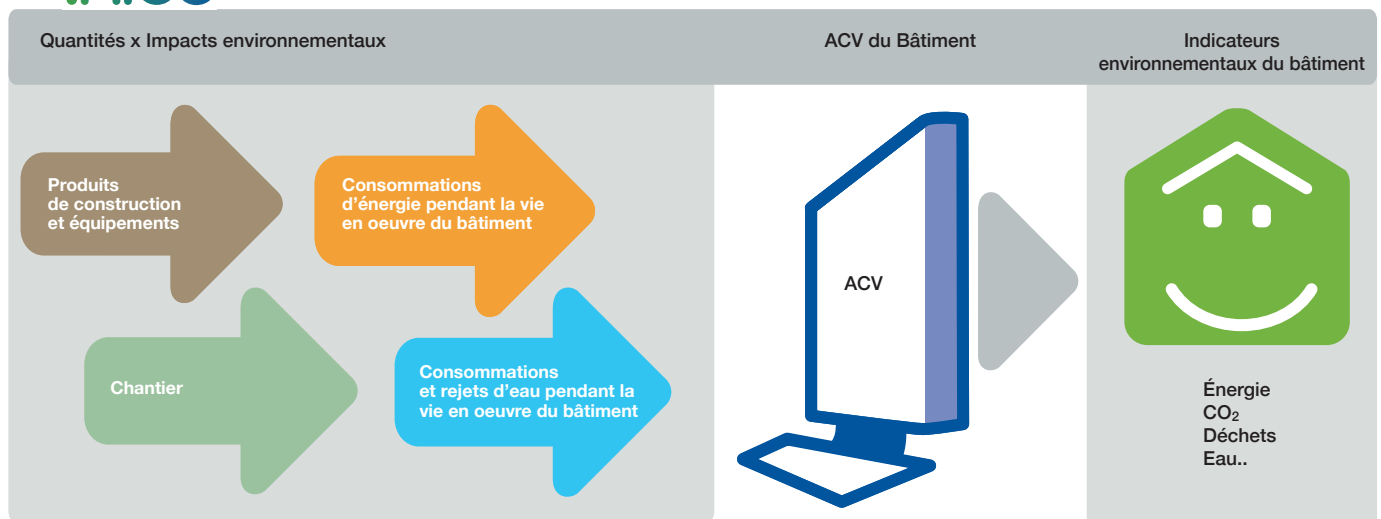 Quantités x Impacts environnementaux
ACV du Bâtiment
Indicateurs
environnementaux du bâtiment
Produits
de construction
et équipements
Consommations
d'énergie pendant la vie
en oeuvre du bâtiment
Chantier
Consommations
et rejets d'eau pendant la
vie en oeuvre du bâtiment
ACV
Énergie
CO₂
Déchets
Eau..